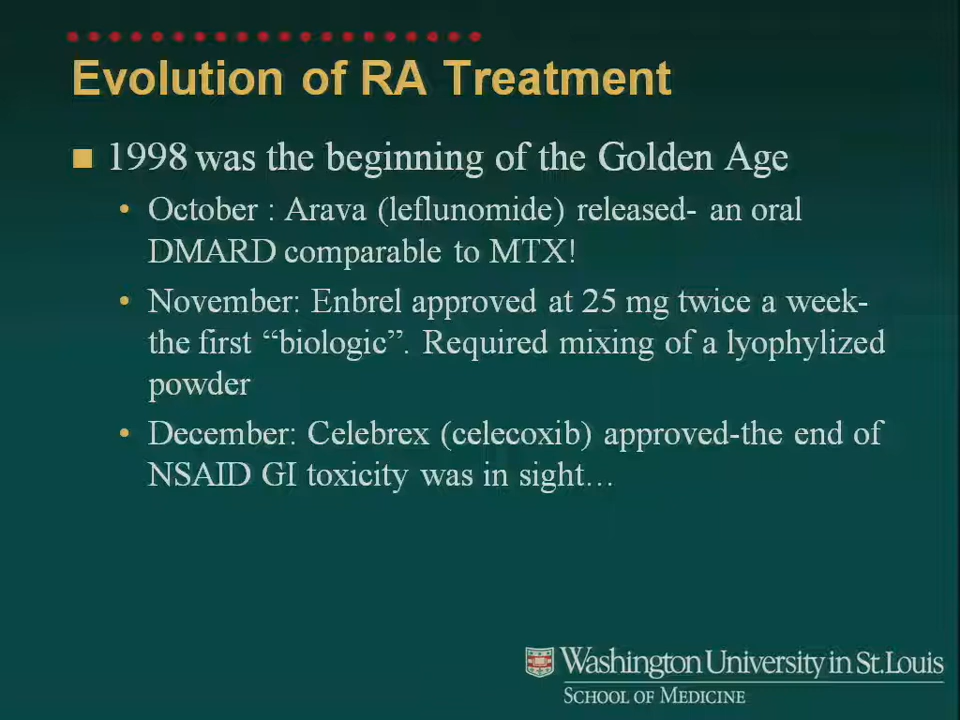 Evolution of RA Treatment
1998 was the beginning of the Golden Age
• October : Arava (leflunomide) released- an oral
DMARD comparable to MTX!
• November: Enbrel approved at 25 mg twice a week-
the first “biologic”. Required mixing of a lyophylized
powder
• December: Celebrex (celecoxib) approved-the end of
NSAID GI toxicity was in sight…
Washington University in St. Louis
SCHOOL OF MEDICINE